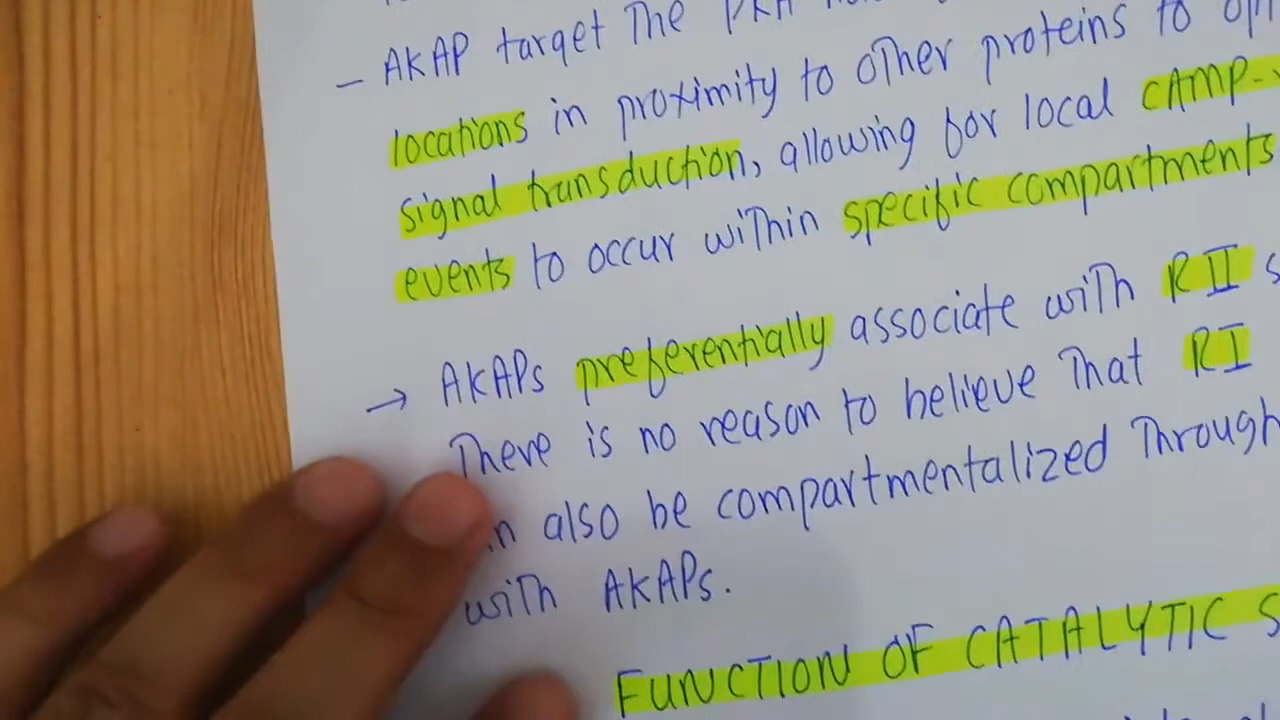 – AKAP target The PKA
locations in proximity to other proteins to
signal transduction, allowing for local cAMP-
events to occur within specific compartments
→ AKAPs preferentially associate with RII
There is no reason to believe That RI
also be compartmentalized Through
with AKAPs.
FUNCTION OF CATALYTIC S